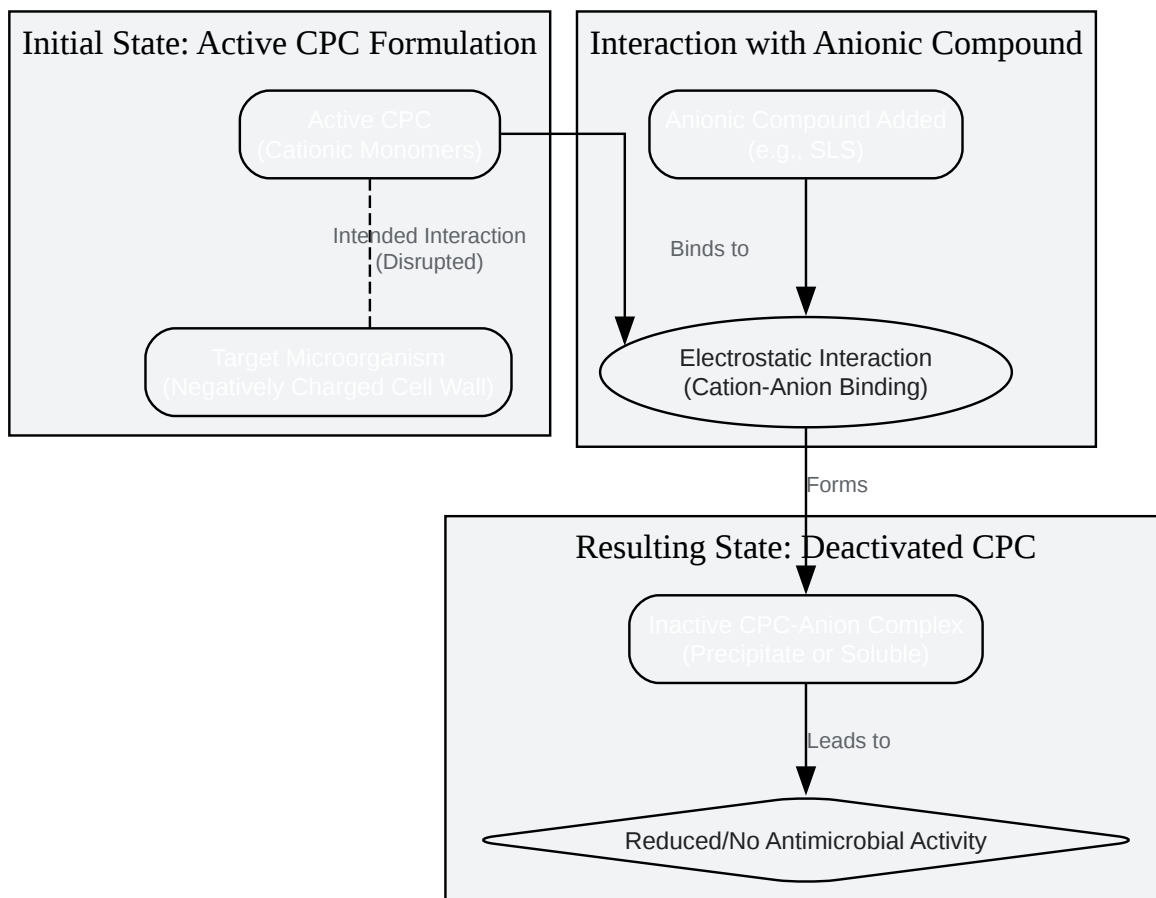 Initial State: Active CPC Formulation
Active CPC
(Cationic Monomers)
Intended Interaction
(Disrupted)
Target Microorganism
(Negatively Charged Cell Wall)
Interaction with Anionic Compound
Anionic Compound Added
(e.g., SLS)
Binds to
Electrostatic Interaction
(Cation-Anion Binding)
Forms
Resulting State: Deactivated CPC
Inactive CPC-Anion Complex
(Precipitate or Soluble)
Leads to
Reduced/No Antimicrobial Activity